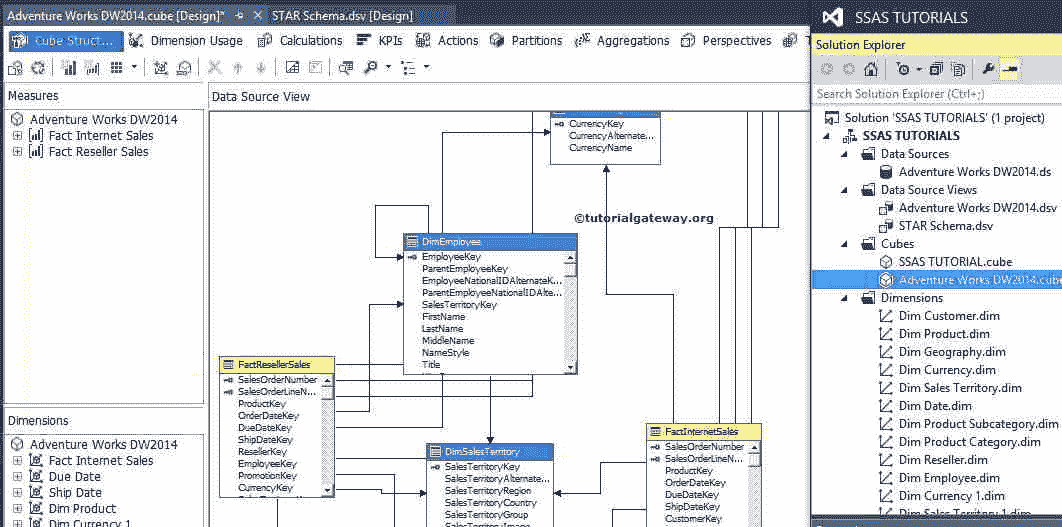 Adventure Works DW2014.cube [Design]*
STAR Schema.dsv [Design]
SSAS TUTORIALS
Cube Struct...
Dimension Usage
Calculations
KPIs
Actions
Partitions
Aggregations
Perspectives
Solution Explorer
Search Solution Explorer (Ctrl+;)
Measures
Adventure Works DW2014
Fact Internet Sales
Fact Reseller Sales
Data Source View
CurrencyKey
CurrencyAlternate...
CurrencyName
©tutorialgateway.org
DimEmployee
EmployeeKey
ParentEmployeeKey
EmployeeNationalIDAlternateK...
ParentEmployeeNationalIDAlte...
SalesTerritoryKey
FirstName
LastName
MiddleName
NameStyle
Title
FactResellerSales
SalesOrderNumber
SalesOrderLineN...
ProductKey
OrderDateKey
DueDateKey
ShipDateKey
ResellerKey
EmployeeKey
PromotionKey
CurrencyKey
DimSalesTerritory
SalesTerritoryKey
SalesTerritoryAlternate...
SalesTerritoryRegion
SalesTerritoryCountry
SalesTerritoryGroup
FactInternetSales
SalesOrderNumber
SalesOrderLineN...
ProductKey
OrderDateKey
DueDateKey
ShipDateKey
CustomerKey
Dimensions
Adventure Works DW2014
Fact Internet Sales
Due Date
Ship Date
Dim Product
Dim Currency 1
Solution 'SSAS TUTORIALS' (1 project)
SSAS TUTORIALS
Data Sources
Adventure Works DW2014.ds
Data Source Views
Adventure Works DW2014.dsv
STAR Schema.dsv
Cubes
SSAS TUTORIAL.cube
Adventure Works DW2014.cube
Dimensions
Dim Customer.dim
Dim Product.dim
Dim Geography.dim
Dim Currency.dim
Dim Sales Territory.dim
Dim Date.dim
Dim Product Subcategory.dim
Dim Product Category.dim
Dim Reseller.dim
Dim Employee.dim
Dim Currency 1.dim
Dim Sales Territory 1.dim